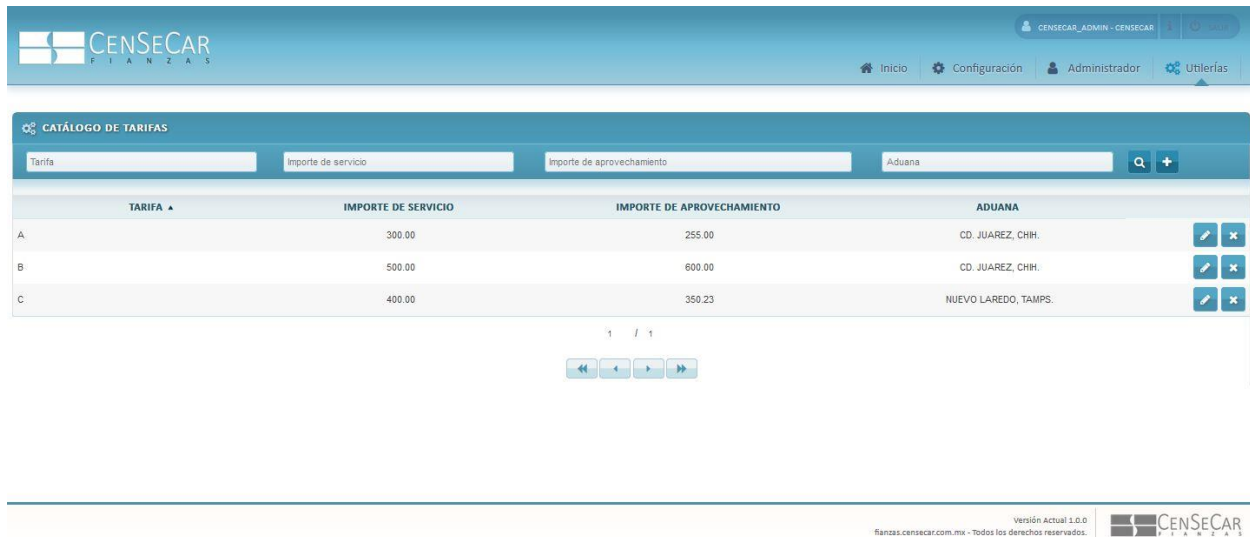 CENSECAR
FIANZAS
CENSECAR_ADMIN - CENSECAR
Inicio
Configuración
Administrador
Utilerías
CATÁLOGO DE TARIFAS
Tarifa
Importe de servicio
Importe de aprovechamiento
Aduana
TARIFA IMPORTE DE SERVICIO IMPORTE DE APROVECHAMIENTO ADUANA
A 300.00 255.00 CD. JUAREZ, CHIH.
B 500.00 600.00 CD. JUAREZ, CHIH.
C 400.00 350.23 NUEVO LAREDO, TAMPS.
1 / 1
Versión Actual 1.0.0
fianzas.censecar.com.mx - Todos los derechos reservados.
CENSECAR
FIANZAS